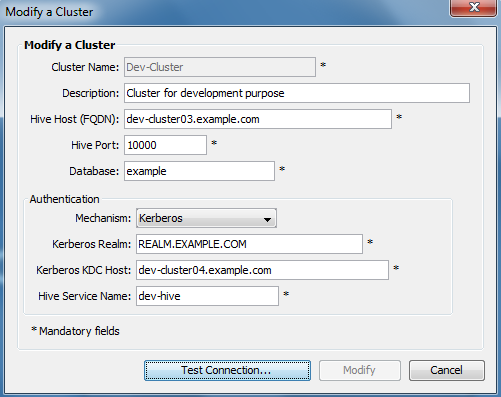 Modify a Cluster
Modify a Cluster
Cluster Name: Dev-Cluster *
Description: Cluster for development purpose
Hive Host (FQDN): dev-cluster03.example.com *
Hive Port: 10000 *
Database: example *
Authentication
Mechanism: Kerberos
Kerberos Realm: REALM.EXAMPLE.COM *
Kerberos KDC Host: dev-cluster04.example.com *
Hive Service Name: dev-hive *
* Mandatory fields
Test Connection... Modify Cancel